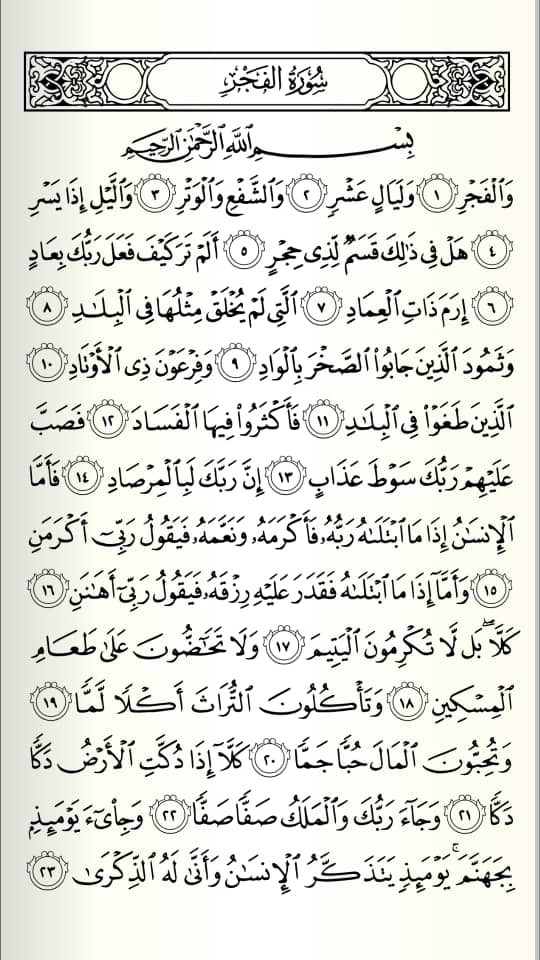 سُورَةُ الفَجْرِ
بِسْمِ ٱللَّهِ ٱلرَّحْمَٰنِ ٱلرَّحِيمِ
وَٱلْفَجْرِ ١ وَلَيَالٍ عَشْرٍ ٢ وَٱلشَّفْعِ وَٱلْوَتْرِ ٣ وَٱلَّيْلِ إِذَا يَسْرِ
٤ هَلْ فِى ذَٰلِكَ قَسَمٌ لِّذِى حِجْرٍ ٥ أَلَمْ تَرَ كَيْفَ فَعَلَ رَبُّكَ بِعَادٍ
٦ إِرَمَ ذَاتِ ٱلْعِمَادِ ٧ ٱلَّتِى لَمْ يُخْلَقْ مِثْلُهَا فِى ٱلْبِلَٰدِ ٨
وَثَمُودَ ٱلَّذِينَ جَابُوا۟ ٱلصَّخْرَ بِٱلْوَادِ ٩ وَفِرْعَوْنَ ذِى ٱلْأَوْتَادِ ١٠
ٱلَّذِينَ طَغَوْا۟ فِى ٱلْبِلَٰدِ ١١ فَأَكْثَرُوا۟ فِيهَا ٱلْفَسَادَ ١٢ فَصَبَّ
عَلَيْهِمْ رَبُّكَ سَوْطَ عَذَابٍ ١٣ إِنَّ رَبَّكَ لَبِٱلْمِرْصَادِ ١٤ فَأَمَّا
ٱلْإِنسَٰنُ إِذَا مَا ٱبْتَلَىٰهُ رَبُّهُۥ فَأَكْرَمَهُۥ وَنَعَّمَهُۥ فَيَقُولُ رَبِّىٓ أَكْرَمَنِ
١٥ وَأَمَّآ إِذَا مَا ٱبْتَلَىٰهُ فَقَدَرَ عَلَيْهِ رِزْقَهُۥ فَيَقُولُ رَبِّىٓ أَهَٰنَنِ ١٦
كَلَّا ۖ بَل لَّا تُكْرِمُونَ ٱلْيَتِيمَ ١٧ وَلَا تَحَٰٓضُّونَ عَلَىٰ طَعَامِ
ٱلْمِسْكِينِ ١٨ وَتَأْكُلُونَ ٱلتُّرَاثَ أَكْلًا لَّمًّا ١٩
وَتُحِبُّونَ ٱلْمَالَ حُبًّا جَمًّا ٢٠ كَلَّآ إِذَا دُكَّتِ ٱلْأَرْضُ دَكًّا
دَكًّا ٢١ وَجَآءَ رَبُّكَ وَٱلْمَلَكُ صَفًّا صَفًّا ٢٢ وَجِا۟ىٓءَ يَوْمَئِذٍۭ
بِجَهَنَّمَ ۚ يَوْمَئِذٍ يَتَذَكَّرُ ٱلْإِنسَٰنُ وَأَنَّىٰ لَهُ ٱلذِّكْرَىٰ ٢٣